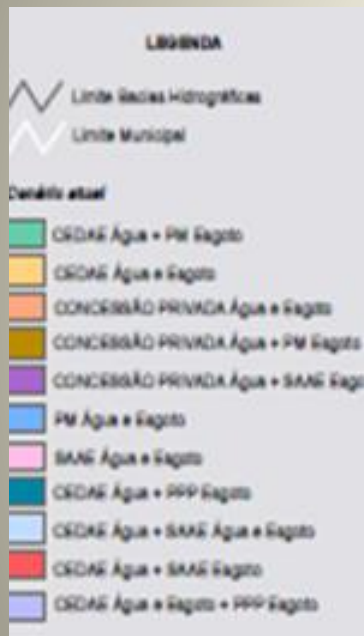 LEGENDA
Limite Bacias Hidrográficas
Limite Municipal
Cenário atual
CEDAE Água + PM Esgoto
CEDAE Água e Esgoto
CONCESSÃO PRIVADA Água e Esgoto
CONCESSÃO PRIVADA Água + PM Esgoto
CONCESSÃO PRIVADA Água + SAAE Esgo
PM Água e Esgoto
SAAE Água e Esgoto
CEDAE Água + PPP Esgoto
CEDAE Água + SAAE Água e Esgoto
CEDAE Água + SAAE Esgoto
CEDAE Água e Esgoto + PPP Esgoto